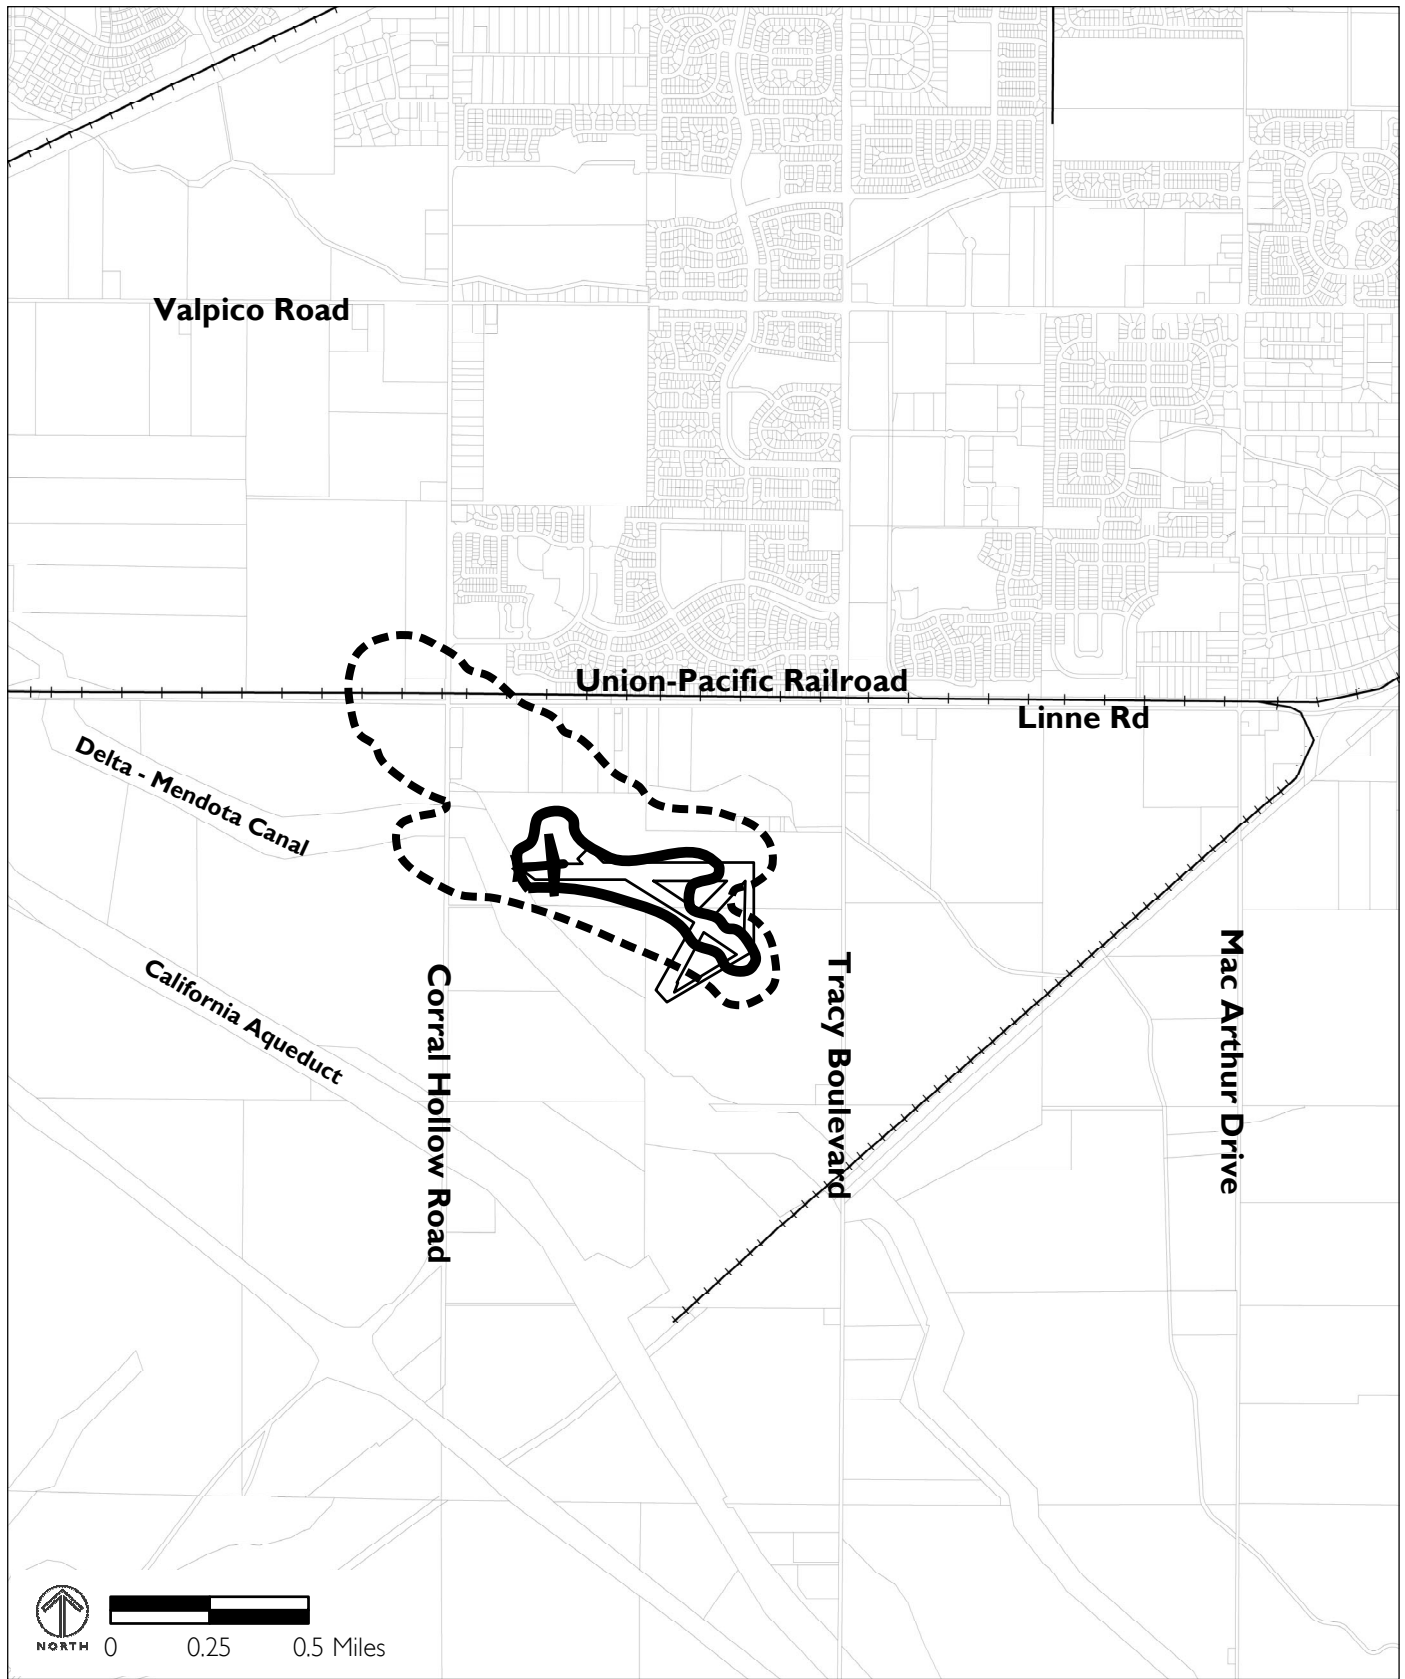 Valpico Road
Union-Pacific Railroad
Linne Rd
Delta - Mendota Canal
California Aqueduct
Corral Hollow Road
Tracy Boulevard
Mac Arthur Drive
NORTH
0 0.25 0.5 Miles